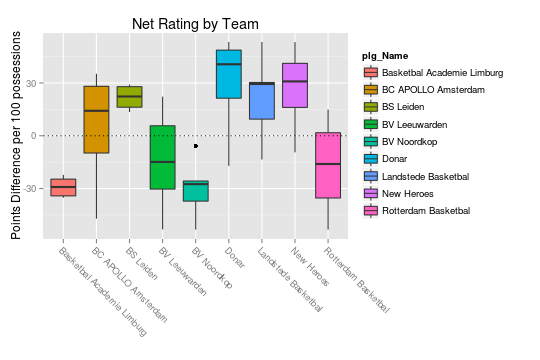 Net Rating by Team
Points Difference per 100 possessions
30
0
-30
Basketbal Academie Limburg
BC APOLLO Amsterdam
BS Leiden
BV Leeuwarden
BV Noordkop
Donar
Landstede Basketbal
New Heroes
Rotterdam Basketbal
plg_Name
Basketbal Academie Limburg
BC APOLLO Amsterdam
BS Leiden
BV Leeuwarden
BV Noordkop
Donar
Landstede Basketbal
New Heroes
Rotterdam Basketbal